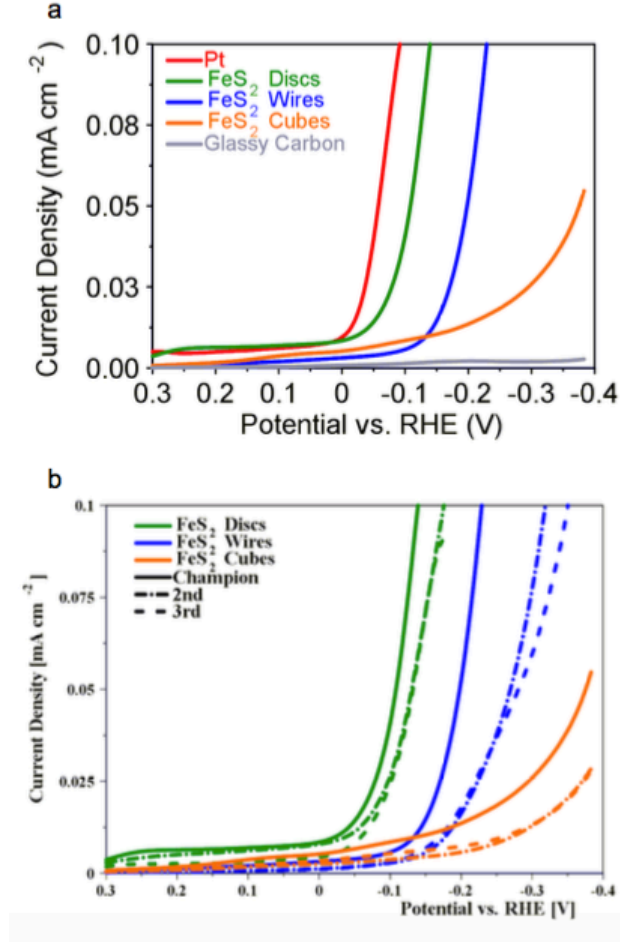 a
0.10
0.08
0.05
0.03
0.00
Current Density (mA cm⁻²)
Pt
FeS₂ Discs
FeS₂ Wires
FeS₂ Cubes
Glassy Carbon
0.3 0.2 0.1 0 -0.1 -0.2 -0.3 -0.4
Potential vs. RHE (V)
b
0.1
0.075
0.05
0.025
0
Current Density [mA cm⁻²]
FeS₂ Discs
FeS₂ Wires
FeS₂ Cubes
Champion
2nd
3rd
0.3 0.2 0.1 0 -0.1 -0.2 -0.3 -0.4
Potential vs. RHE [V]